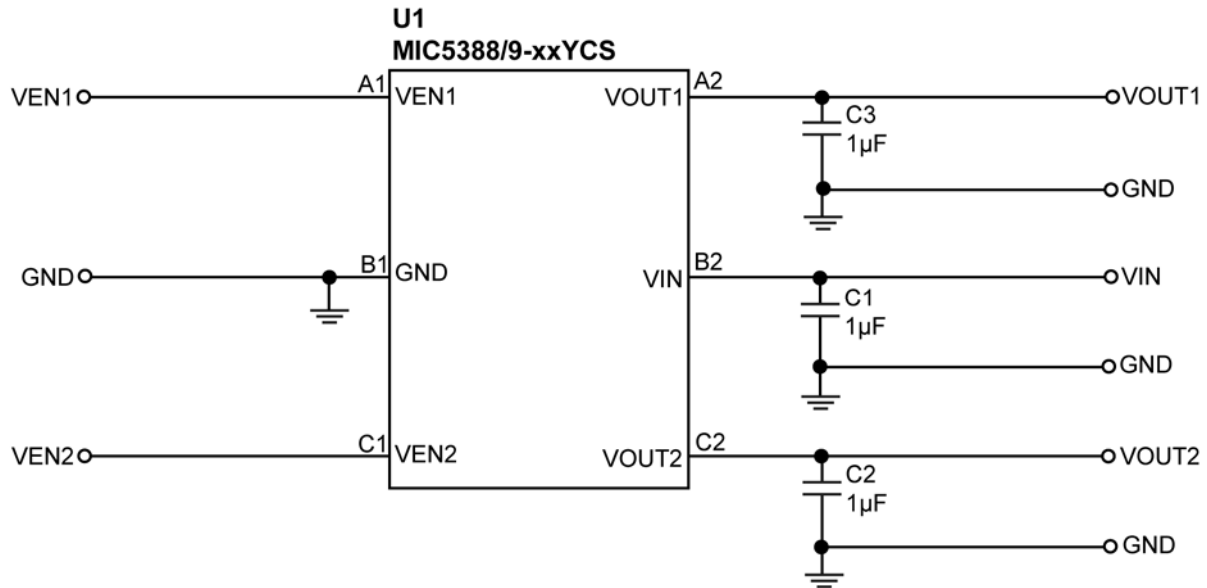 U1
MIC5388/9-xxYCS
VEN1 A1 VEN1 VOUT1 A2 VOUT1
C3
1µF
GND
GND B1 GND VIN B2 VIN
C1
1µF
GND
VEN2 C1 VEN2 VOUT2 C2 VOUT2
C2
1µF
GND